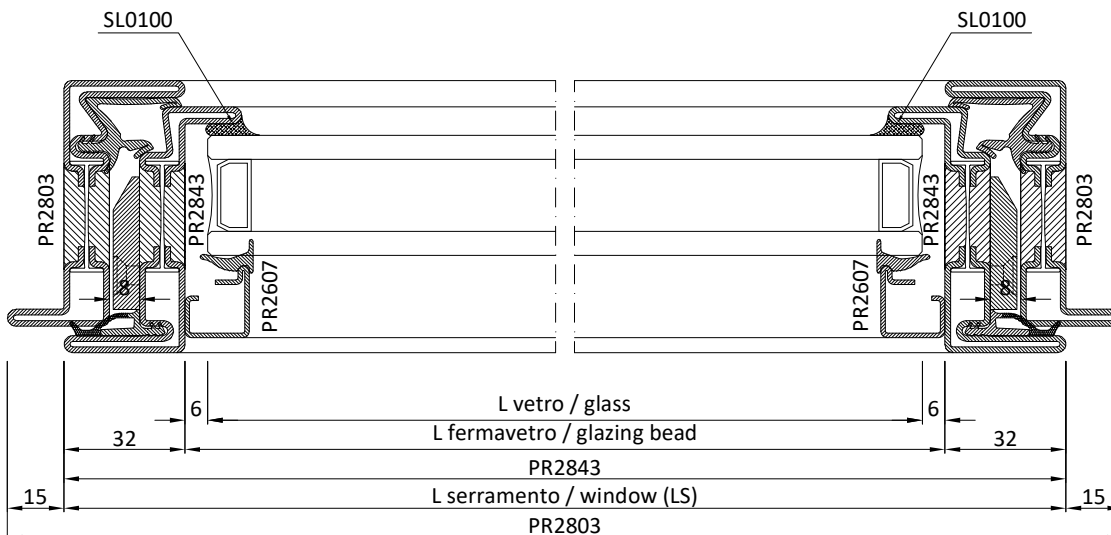 SL0100
SL0100
PR2803
PR2843
PR2843
PR2803
PR2607
PR2607
8
8
6
L vetro / glass
6
32
L fermavetro / glazing bead
32
PR2843
15
L serramento / window (LS)
15
PR2803